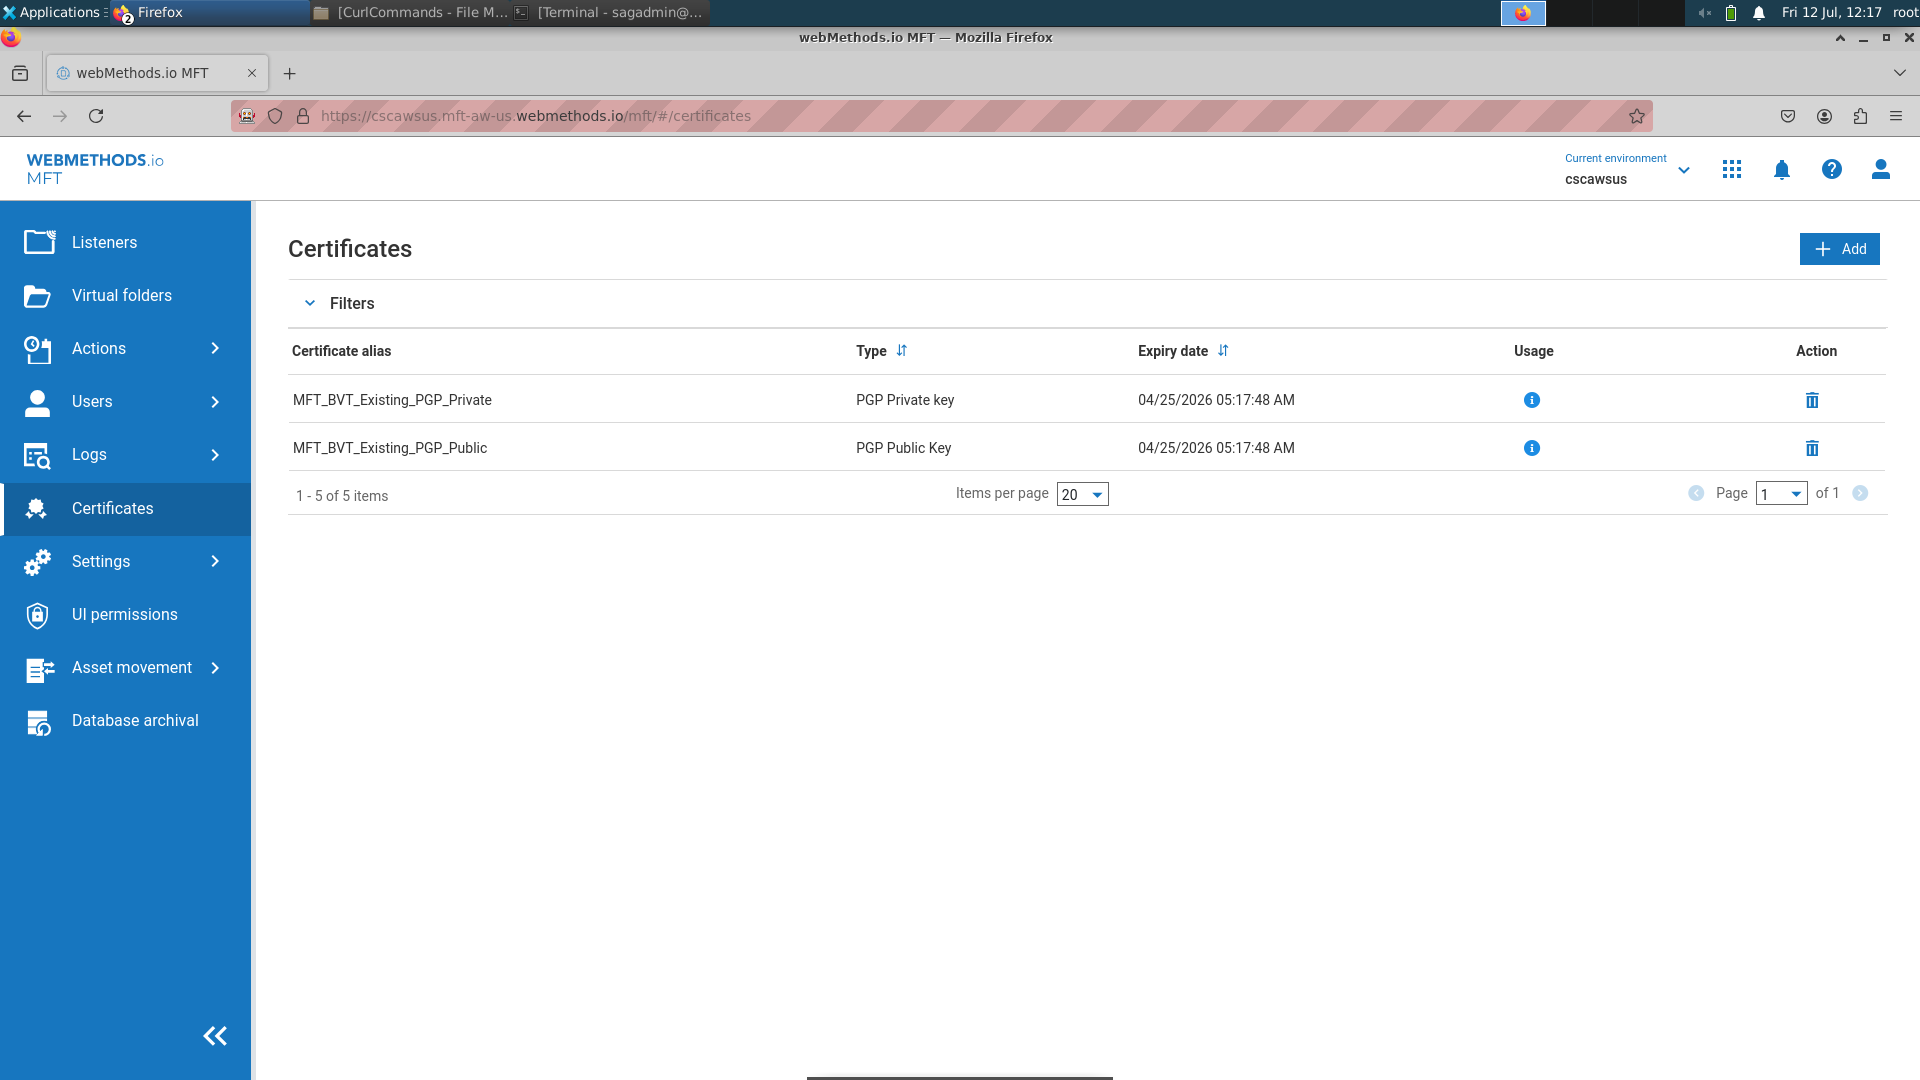 Applications
Firefox
2
[CurlCommands - File M...
[Terminal - sagadmin@...
Fri 12 Jul, 12:17
root
webMethods.io MFT — Mozilla Firefox
webMethods.io MFT
https://cscawsus.mft-aw-us.webmethods.io/mft/#/certificates
WEBMETHODS.io
MFT
Current environment
cscawsus
Listeners
Virtual folders
Actions
Users
Logs
Certificates
Settings
UI permissions
Asset movement
Database archival
Certificates
Add
Filters
Certificate alias Type Expiry date Usage Action
MFT_BVT_Existing_PGP_Private PGP Private key 04/25/2026 05:17:48 AM
MFT_BVT_Existing_PGP_Public PGP Public Key 04/25/2026 05:17:48 AM
1 - 5 of 5 items Items per page 20 Page 1 of 1